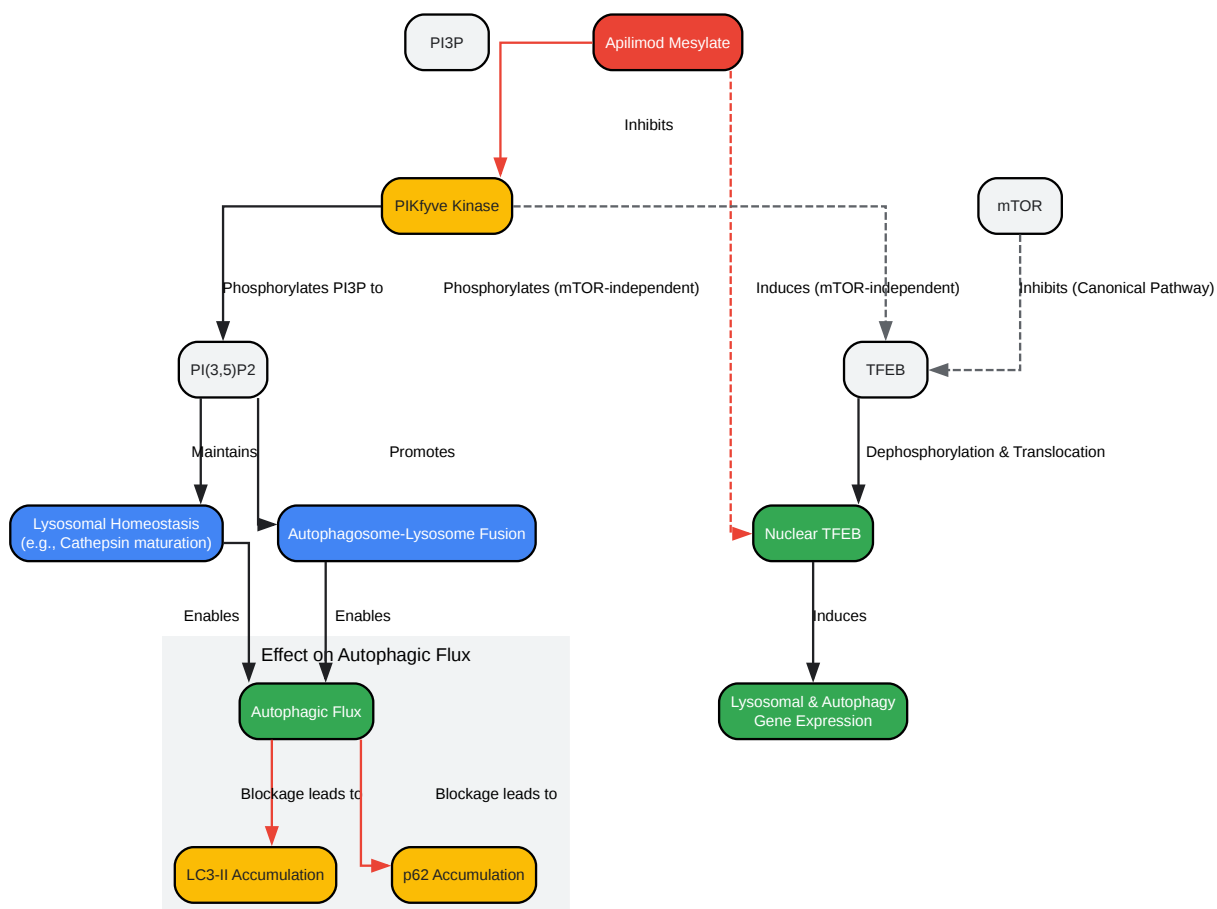 PI3P
Apilimod Mesylate
Inhibits
PIKfyve Kinase
mTOR
Phosphorylates PI3P to
Phosphorylates (mTOR-independent)
Induces (mTOR-independent)
Inhibits (Canonical Pathway)
PI(3,5)P2
TFEB
Maintains
Promotes
Dephosphorylation & Translocation
Lysosomal Homeostasis
(e.g., Cathepsin maturation)
Autophagosome-Lysosome Fusion
Nuclear TFEB
Enables
Enables
Induces
Effect on Autophagic Flux
Autophagic Flux
Lysosomal & Autophagy
Gene Expression
Blockage leads to
Blockage leads to
LC3-II Accumulation
p62 Accumulation